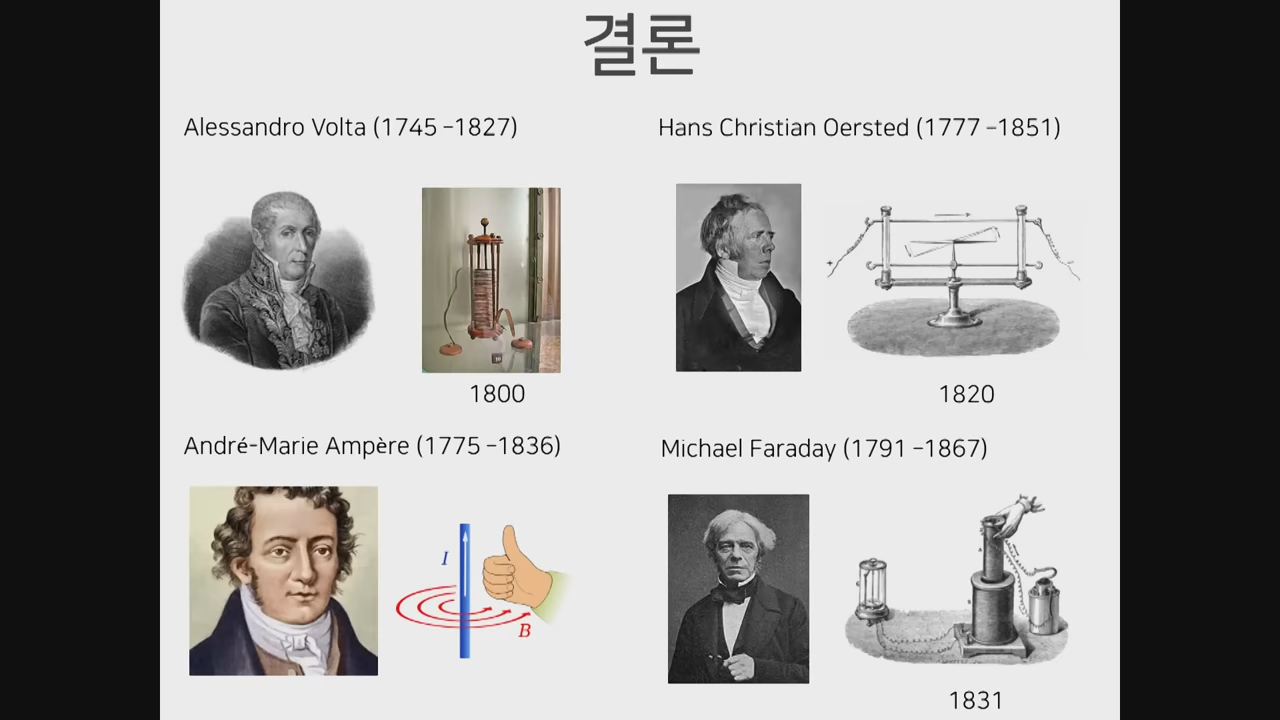 결론
Alessandro Volta (1745 –1827)
Hans Christian Oersted (1777 –1851)
1800
1820
André-Marie Ampère (1775 –1836)
Michael Faraday (1791 –1867)
I
B
1831